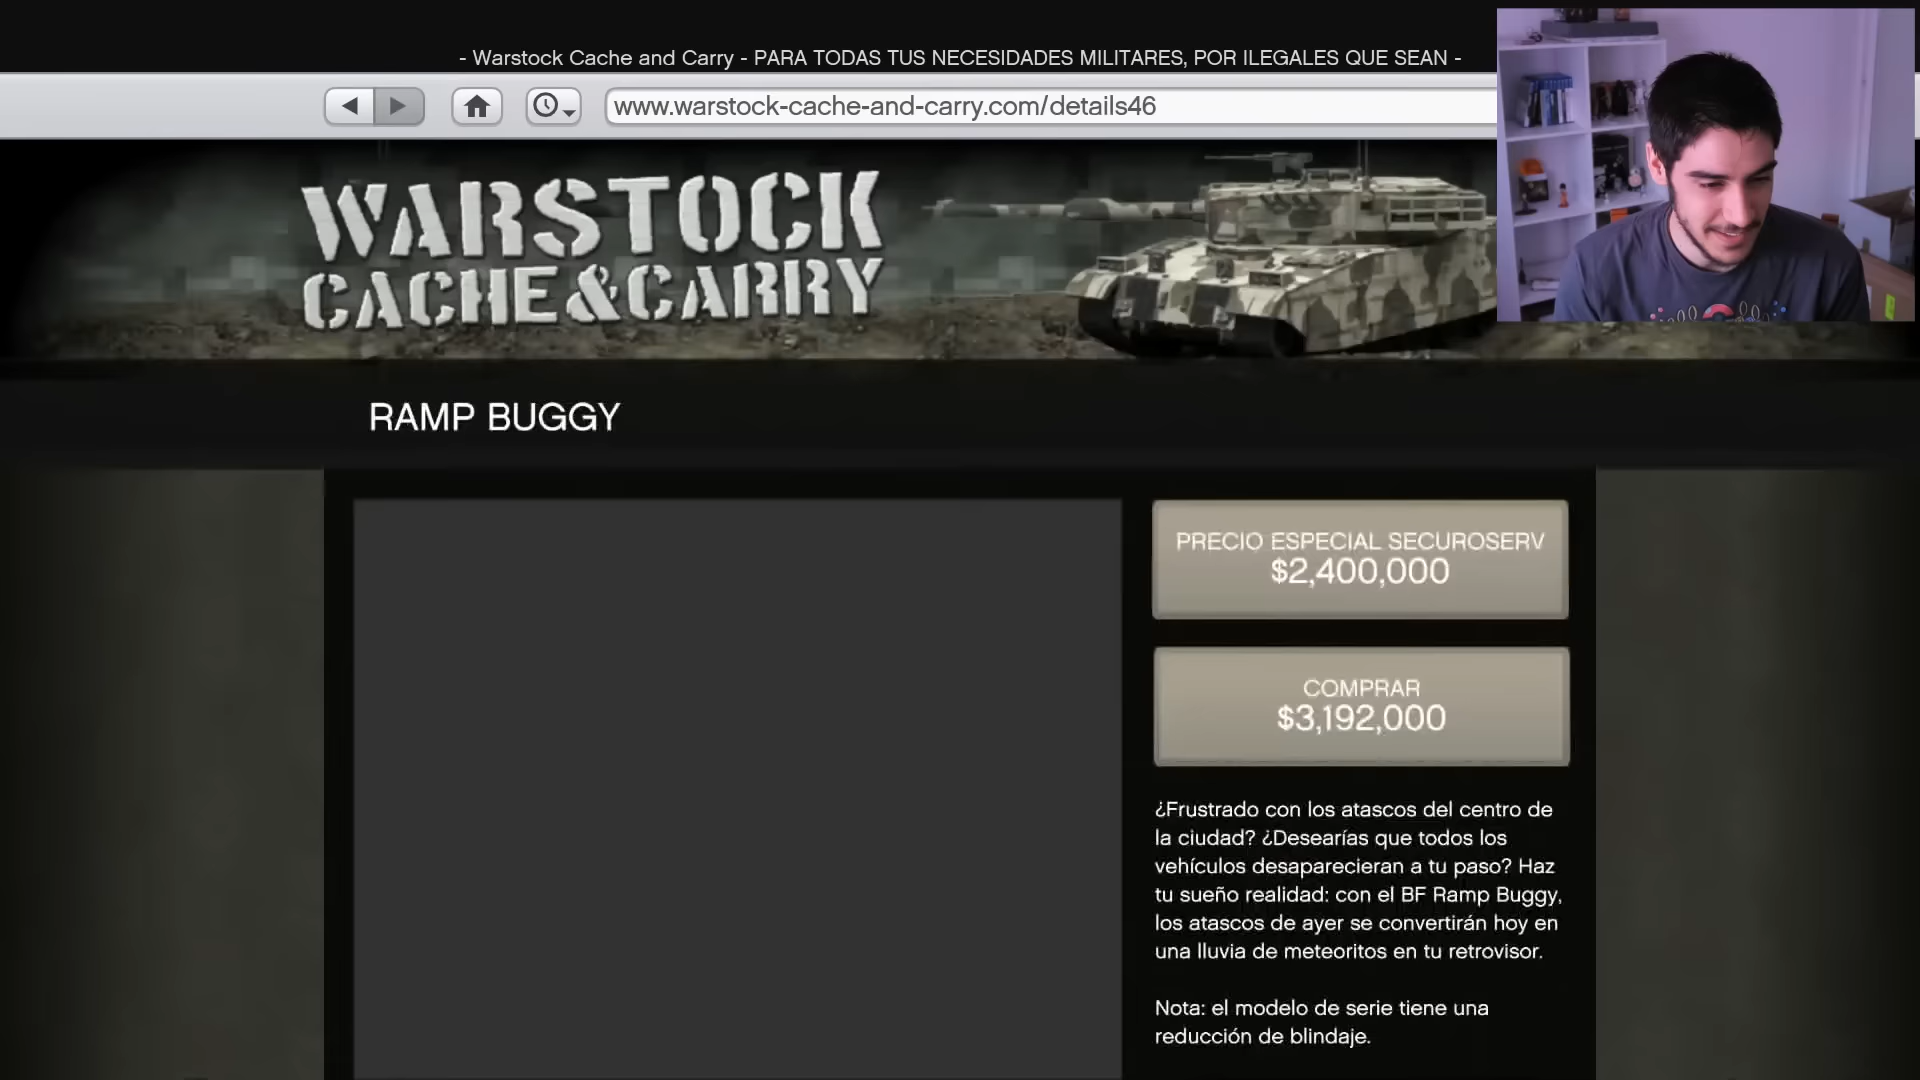 - Warstock Cache and Carry - PARA TODAS TUS NECESIDADES MILITARES, POR ILEGALES QUE SEAN -
www.warstock-cache-and-carry.com/details46
WARSTOCK
CACHE&CARRY
RAMP BUGGY
PRECIO ESPECIAL SECUROSERV
$2,400,000
COMPRAR
$3,192,000
¿Frustrado con los atascos del centro de
la ciudad? ¿Desearías que todos los
vehículos desaparecieran a tu paso? Haz
tu sueño realidad: con el BF Ramp Buggy,
los atascos de ayer se convertirán hoy en
una lluvia de meteoritos en tu retrovisor.
Nota: el modelo de serie tiene una
reducción de blindaje.